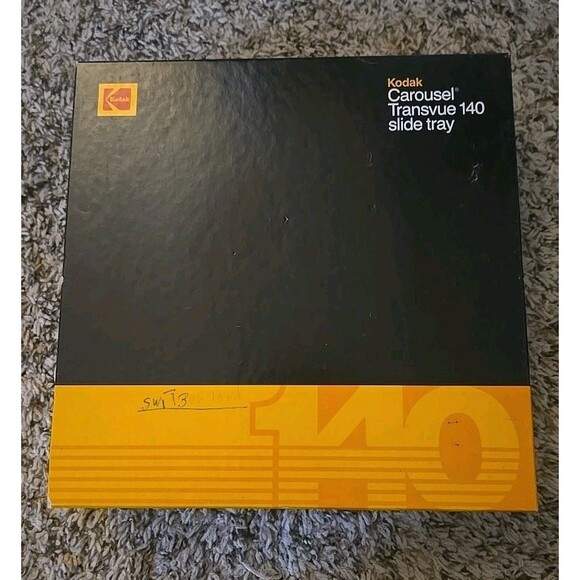 Kodak
Kodak
Carousel®
Transvue 140
slide tray
140